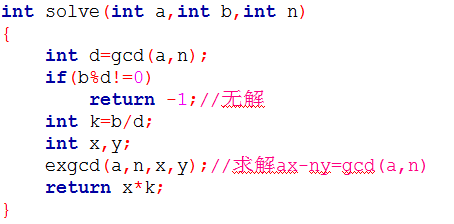 int solve(int a,int b,int n)
{
    int d=gcd(a,n);
    if(b%d!=0)
        return -1;//无解
    int k=b/d;
    int x,y;
    exgcd(a,n,x,y);//求解ax-ny=gcd(a,n)
    return x*k;
}